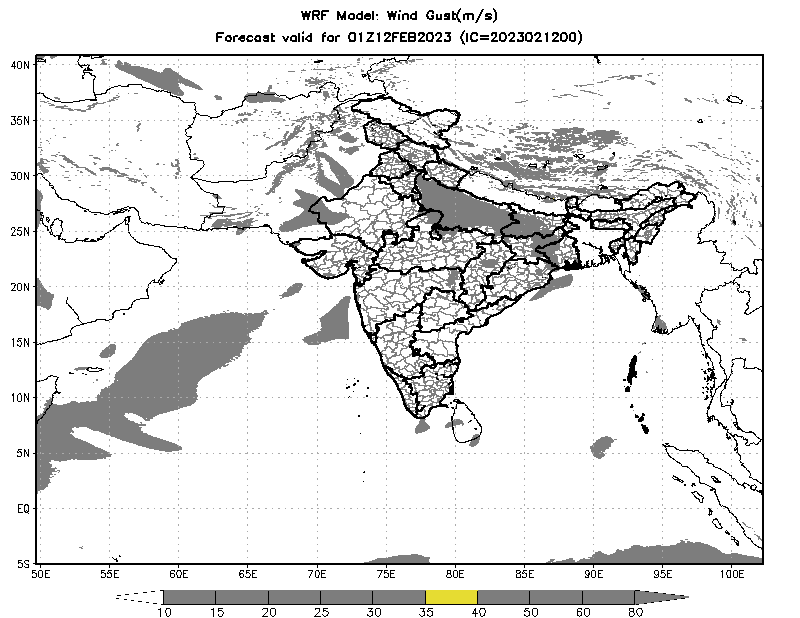 WRF Model: Wind Gust(m/s)
Forecast valid for 01Z12FEB2023 (IC=2023021200)
40N
35N
30N
25N
20N
15N
10N
5N
EQ
5S
50E 55E 60E 65E 70E 75E 80E 85E 90E 95E 100E
10 15 20 25 30 35 40 50 60 80